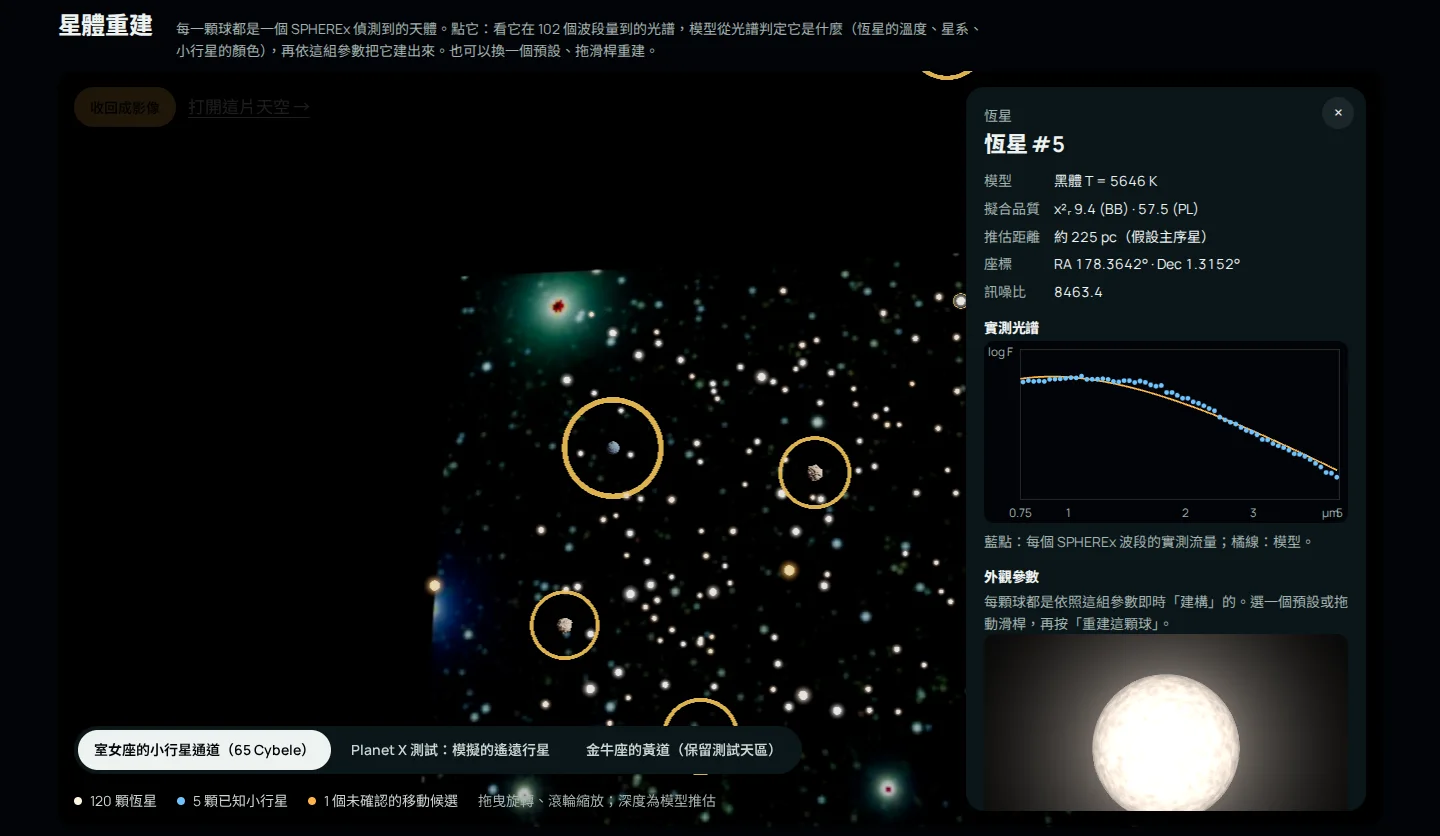 星體重建
每一顆球都是一個 SPHEREx 偵測到的天體。點它：看它在 102 個波段量到的光譜，模型從光譜判定它是什麼（恆星的溫度、星系、
小行星的顏色），再依這組參數把它建出來。也可以換一個預設、拖滑桿重建。
收回成影像
打開這片天空 →
×
恆星
恆星 #5
模型 黑體 T = 5646 K
擬合品質 χ²ᵣ 9.4 (BB) · 57.5 (PL)
推估距離 約 225 pc（假設主序星）
座標 RA 178.3642° · Dec 1.3152°
訊噪比 8463.4
實測光譜
log F
0.75 1 2 3 µm 5
藍點：每個 SPHEREx 波段的實測流量；橘線：模型。
外觀參數
每顆球都是依照這組參數即時「建構」的。選一個預設或拖
動滑桿，再按「重建這顆球」。
室女座的小行星通道（65 Cybele） Planet X 測試：模擬的遙遠行星 金牛座的黃道（保留測試天區）
120 顆恆星 5 顆已知小行星 1 個未確認的移動候選 拖曳旋轉、滾輪縮放；深度為模型推估